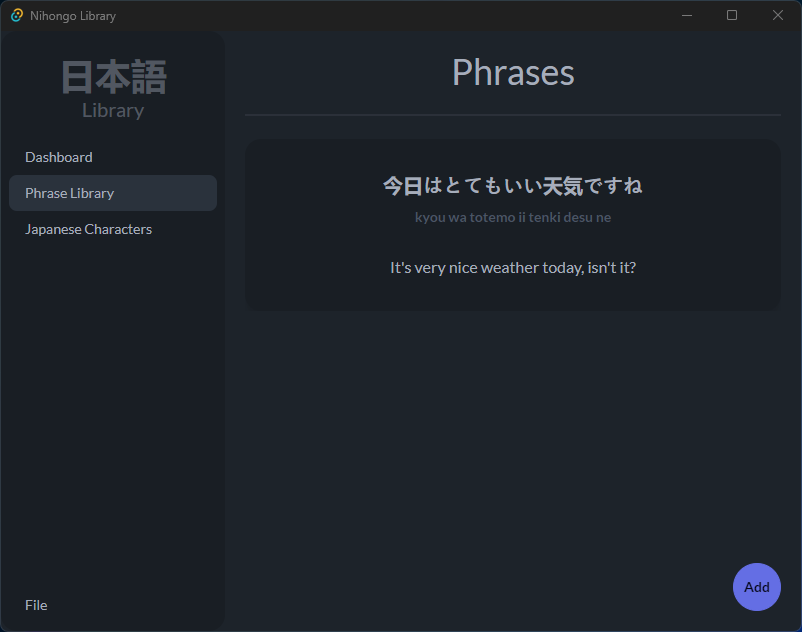 Nihongo Library
日本語
Library
Dashboard
Phrase Library
Japanese Characters
File
Phrases
今日はとてもいい天気ですね
kyou wa totemo ii tenki desu ne
It's very nice weather today, isn't it?
Add